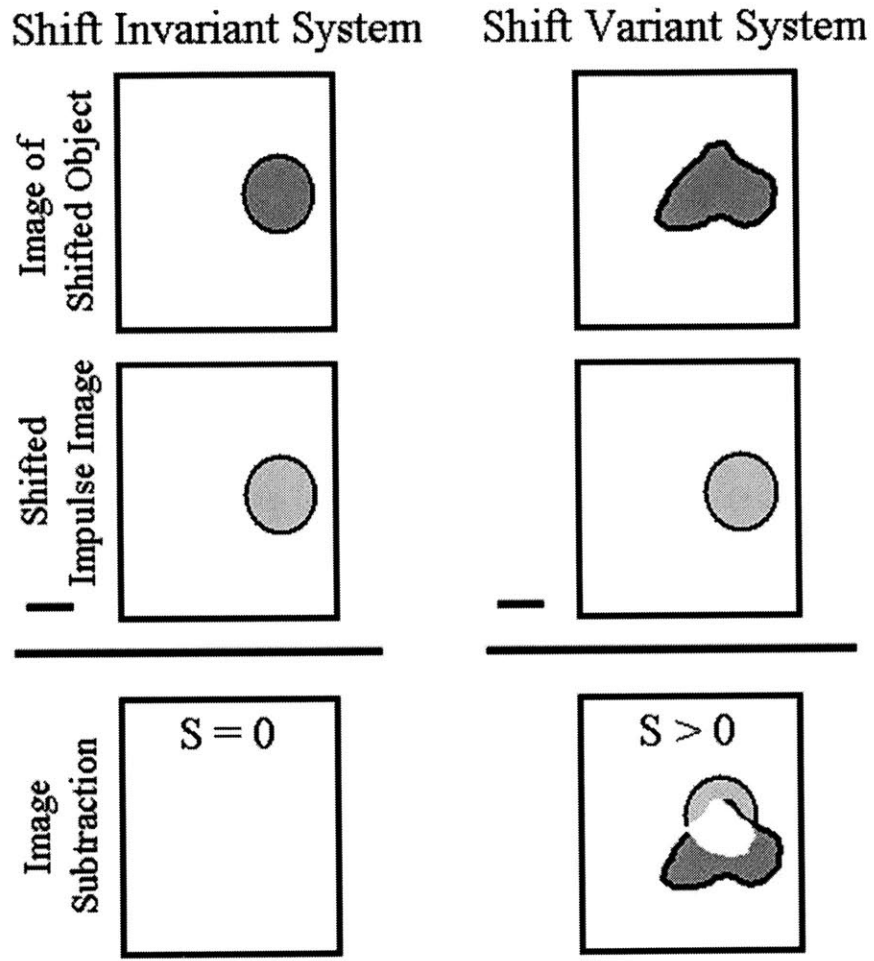 Shift Invariant System
Shift Variant System
Image of
Shifted Object
Shifted
Impulse Image
Image
Subtraction
S = 0
S > 0